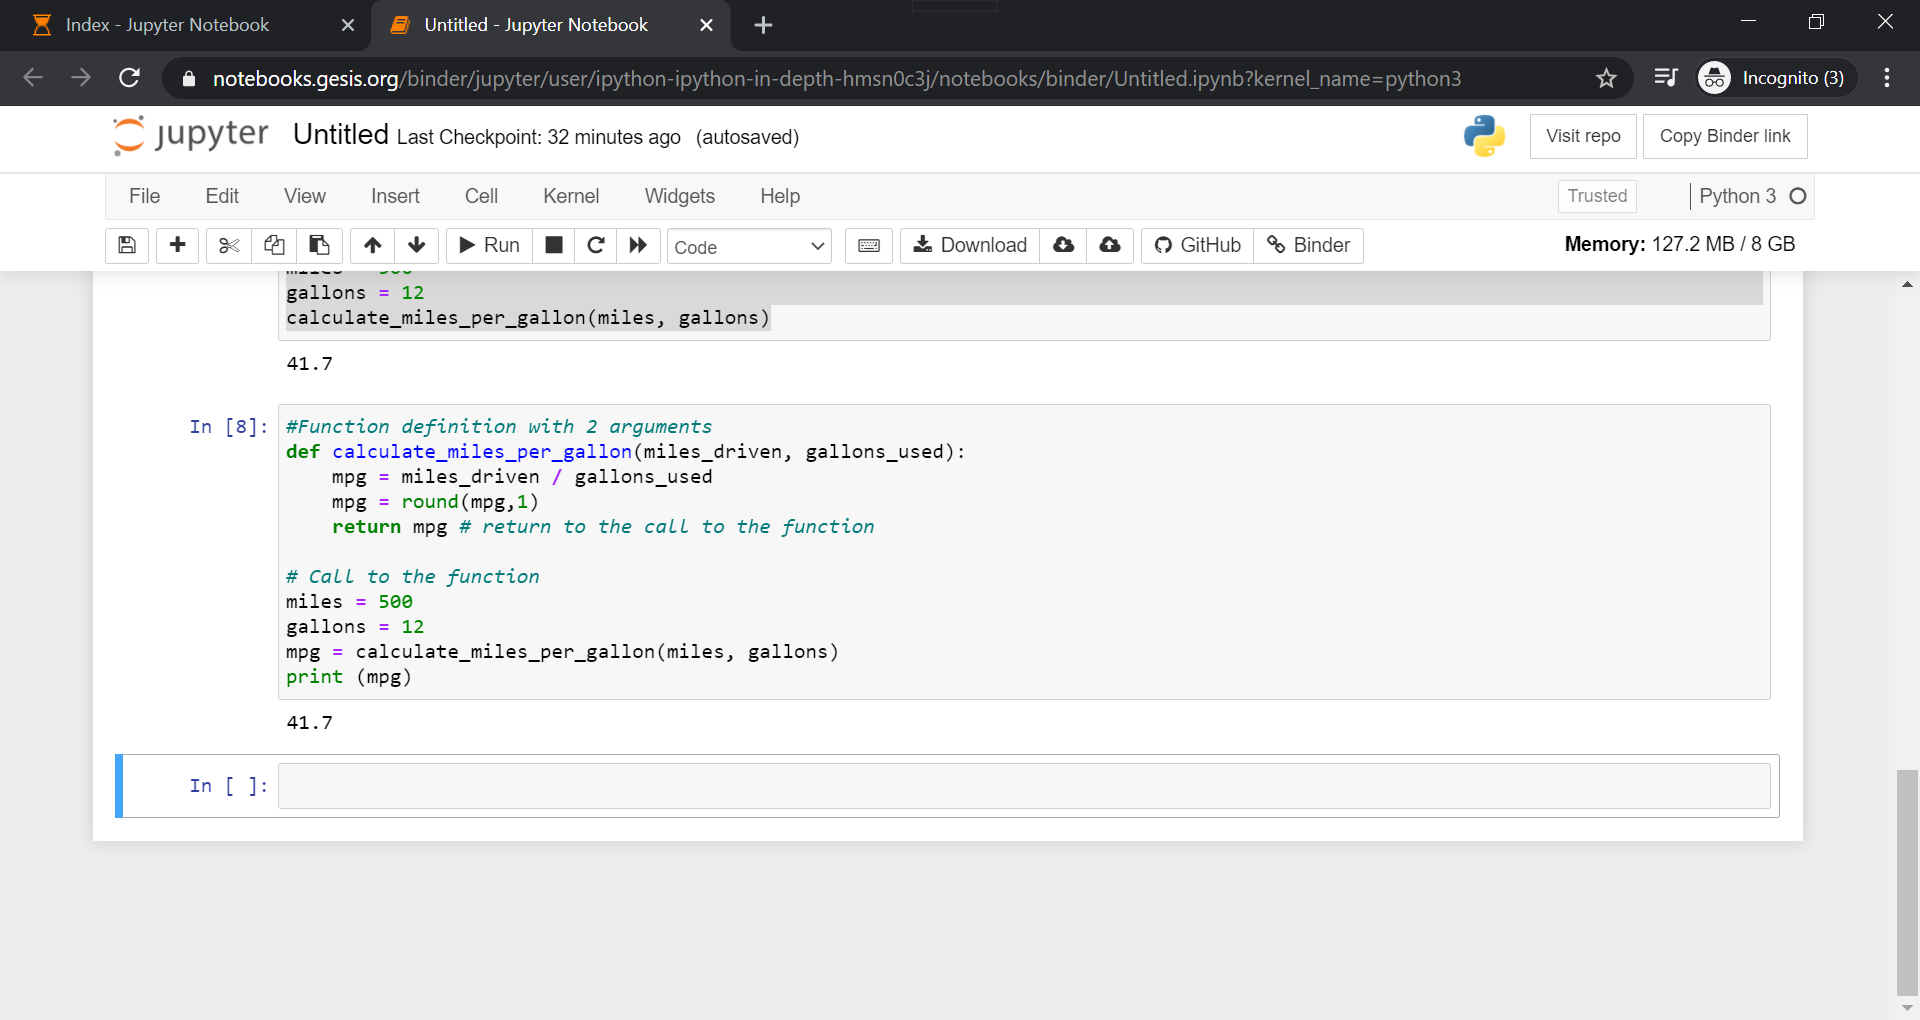 Index - Jupyter Notebook
Untitled - Jupyter Notebook
notebooks.gesis.org/binder/jupyter/user/ipython-ipython-in-depth-hmsn0c3j/notebooks/binder/Untitled.ipynb?kernel_name=python3
Incognito (3)
jupyter Untitled Last Checkpoint: 32 minutes ago (autosaved)
Visit repo Copy Binder link
File Edit View Insert Cell Kernel Widgets Help
Trusted Python 3
Run Code Download GitHub Binder
Memory: 127.2 MB / 8 GB
gallons = 12
calculate_miles_per_gallon(miles, gallons)
41.7
In [8]: #Function definition with 2 arguments
def calculate_miles_per_gallon(miles_driven, gallons_used):
    mpg = miles_driven / gallons_used
    mpg = round(mpg,1)
    return mpg # return to the call to the function
# Call to the function
miles = 500
gallons = 12
mpg = calculate_miles_per_gallon(miles, gallons)
print (mpg)
41.7
In [ ]: